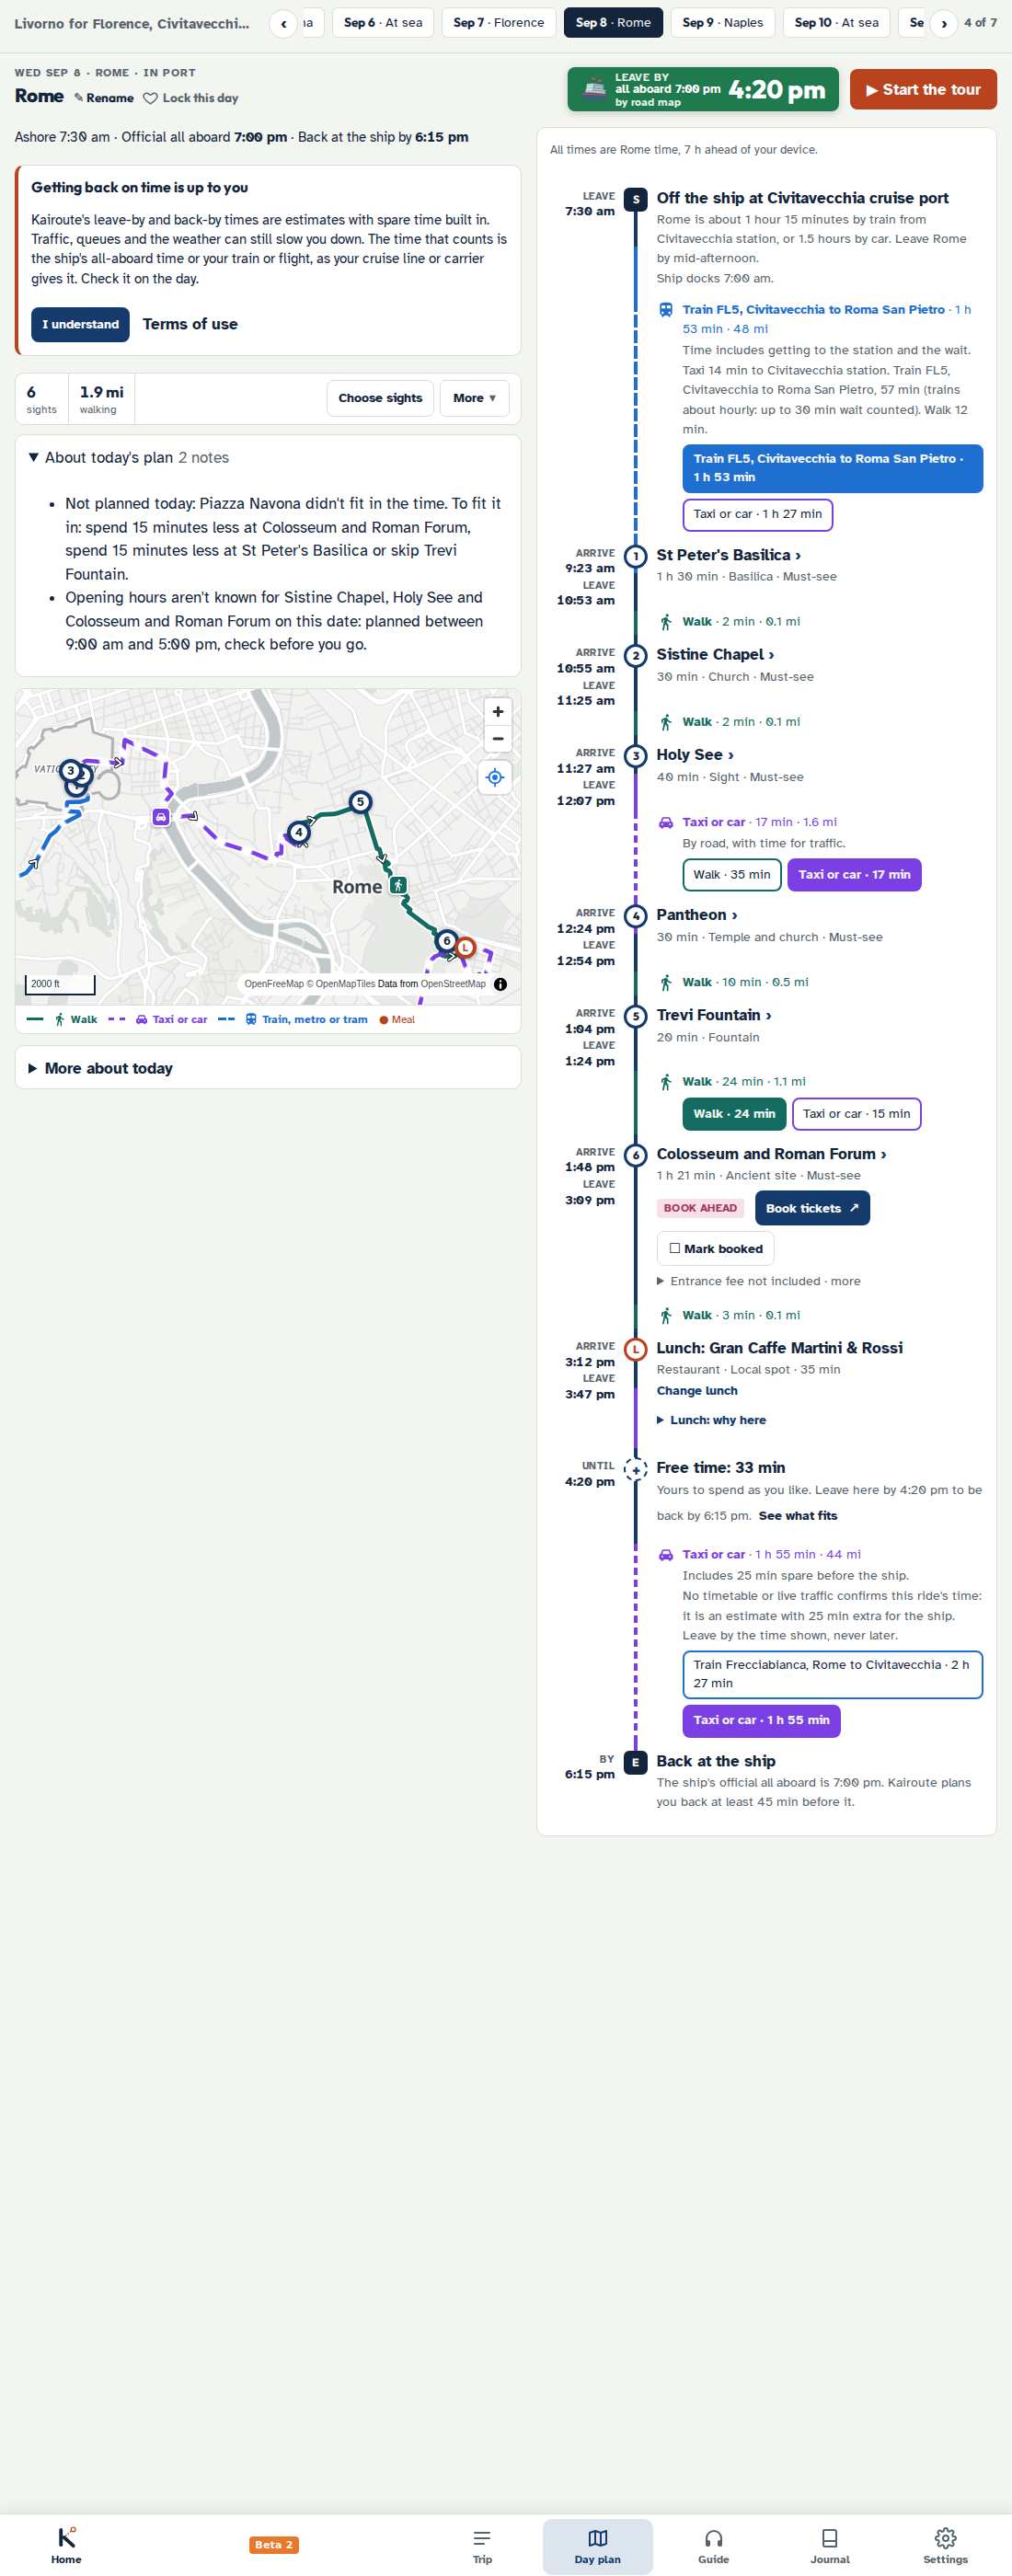 Livorno for Florence, Civitavecchi...
‹
na
Sep 6 · At sea
Sep 7 · Florence
Sep 8 · Rome
Sep 9 · Naples
Sep 10 · At sea
Se
›
4 of 7
WED SEP 8 · ROME · IN PORT
Rome ✎ Rename Lock this day
LEAVE BY
all aboard 7:00 pm
by road map
4:20 pm
▶ Start the tour
Ashore 7:30 am · Official all aboard 7:00 pm · Back at the ship by 6:15 pm
Getting back on time is up to you
Kairoute's leave-by and back-by times are estimates with spare time built in.
Traffic, queues and the weather can still slow you down. The time that counts is
the ship's all-aboard time or your train or flight, as your cruise line or carrier
gives it. Check it on the day.
I understand
Terms of use
6
sights
1.9 mi
walking
Choose sights
More ▼
▼ About today's plan 2 notes
• Not planned today: Piazza Navona didn't fit in the time. To fit it
in: spend 15 minutes less at Colosseum and Roman Forum,
spend 15 minutes less at St Peter's Basilica or skip Trevi
Fountain.
• Opening hours aren't known for Sistine Chapel, Holy See and
Colosseum and Roman Forum on this date: planned between
9:00 am and 5:00 pm, check before you go.
+
−
3
4
5
Rome
6
L
2000 ft
OpenFreeMap © OpenMapTiles Data from OpenStreetMap
Walk
Taxi or car
Train, metro or tram
Meal
▶ More about today
All times are Rome time, 7 h ahead of your device.
LEAVE
7:30 am
S
Off the ship at Civitavecchia cruise port
Rome is about 1 hour 15 minutes by train from
Civitavecchia station, or 1.5 hours by car. Leave Rome
by mid-afternoon.
Ship docks 7:00 am.
Train FL5, Civitavecchia to Roma San Pietro · 1 h
53 min · 48 mi
Time includes getting to the station and the wait.
Taxi 14 min to Civitavecchia station. Train FL5,
Civitavecchia to Roma San Pietro, 57 min (trains
about hourly: up to 30 min wait counted). Walk 12
min.
Train FL5, Civitavecchia to Roma San Pietro ·
1 h 53 min
Taxi or car · 1 h 27 min
ARRIVE
9:23 am
LEAVE
10:53 am
1
St Peter's Basilica ›
1 h 30 min · Basilica · Must-see
Walk · 2 min · 0.1 mi
ARRIVE
10:55 am
LEAVE
11:25 am
2
Sistine Chapel ›
30 min · Church · Must-see
Walk · 2 min · 0.1 mi
ARRIVE
11:27 am
LEAVE
12:07 pm
3
Holy See ›
40 min · Sight · Must-see
Taxi or car · 17 min · 1.6 mi
By road, with time for traffic.
Walk · 35 min
Taxi or car · 17 min
ARRIVE
12:24 pm
LEAVE
12:54 pm
4
Pantheon ›
30 min · Temple and church · Must-see
Walk · 10 min · 0.5 mi
ARRIVE
1:04 pm
LEAVE
1:24 pm
5
Trevi Fountain ›
20 min · Fountain
Walk · 24 min · 1.1 mi
Walk · 24 min
Taxi or car · 15 min
ARRIVE
1:48 pm
LEAVE
3:09 pm
6
Colosseum and Roman Forum ›
1 h 21 min · Ancient site · Must-see
BOOK AHEAD
Book tickets ↗
☐ Mark booked
▶ Entrance fee not included · more
Walk · 3 min · 0.1 mi
ARRIVE
3:12 pm
LEAVE
3:47 pm
L
Lunch: Gran Caffe Martini & Rossi
Restaurant · Local spot · 35 min
Change lunch
▶ Lunch: why here
UNTIL
4:20 pm
+
Free time: 33 min
Yours to spend as you like. Leave here by 4:20 pm to be
back by 6:15 pm. See what fits
Taxi or car · 1 h 55 min · 44 mi
Includes 25 min spare before the ship.
No timetable or live traffic confirms this ride's time:
it is an estimate with 25 min extra for the ship.
Leave by the time shown, never later.
Train Frecciabianca, Rome to Civitavecchia · 2 h
27 min
Taxi or car · 1 h 55 min
BY
6:15 pm
E
Back at the ship
The ship's official all aboard is 7:00 pm. Kairoute plans
you back at least 45 min before it.
Home
Beta 2
Trip
Day plan
Guide
Journal
Settings